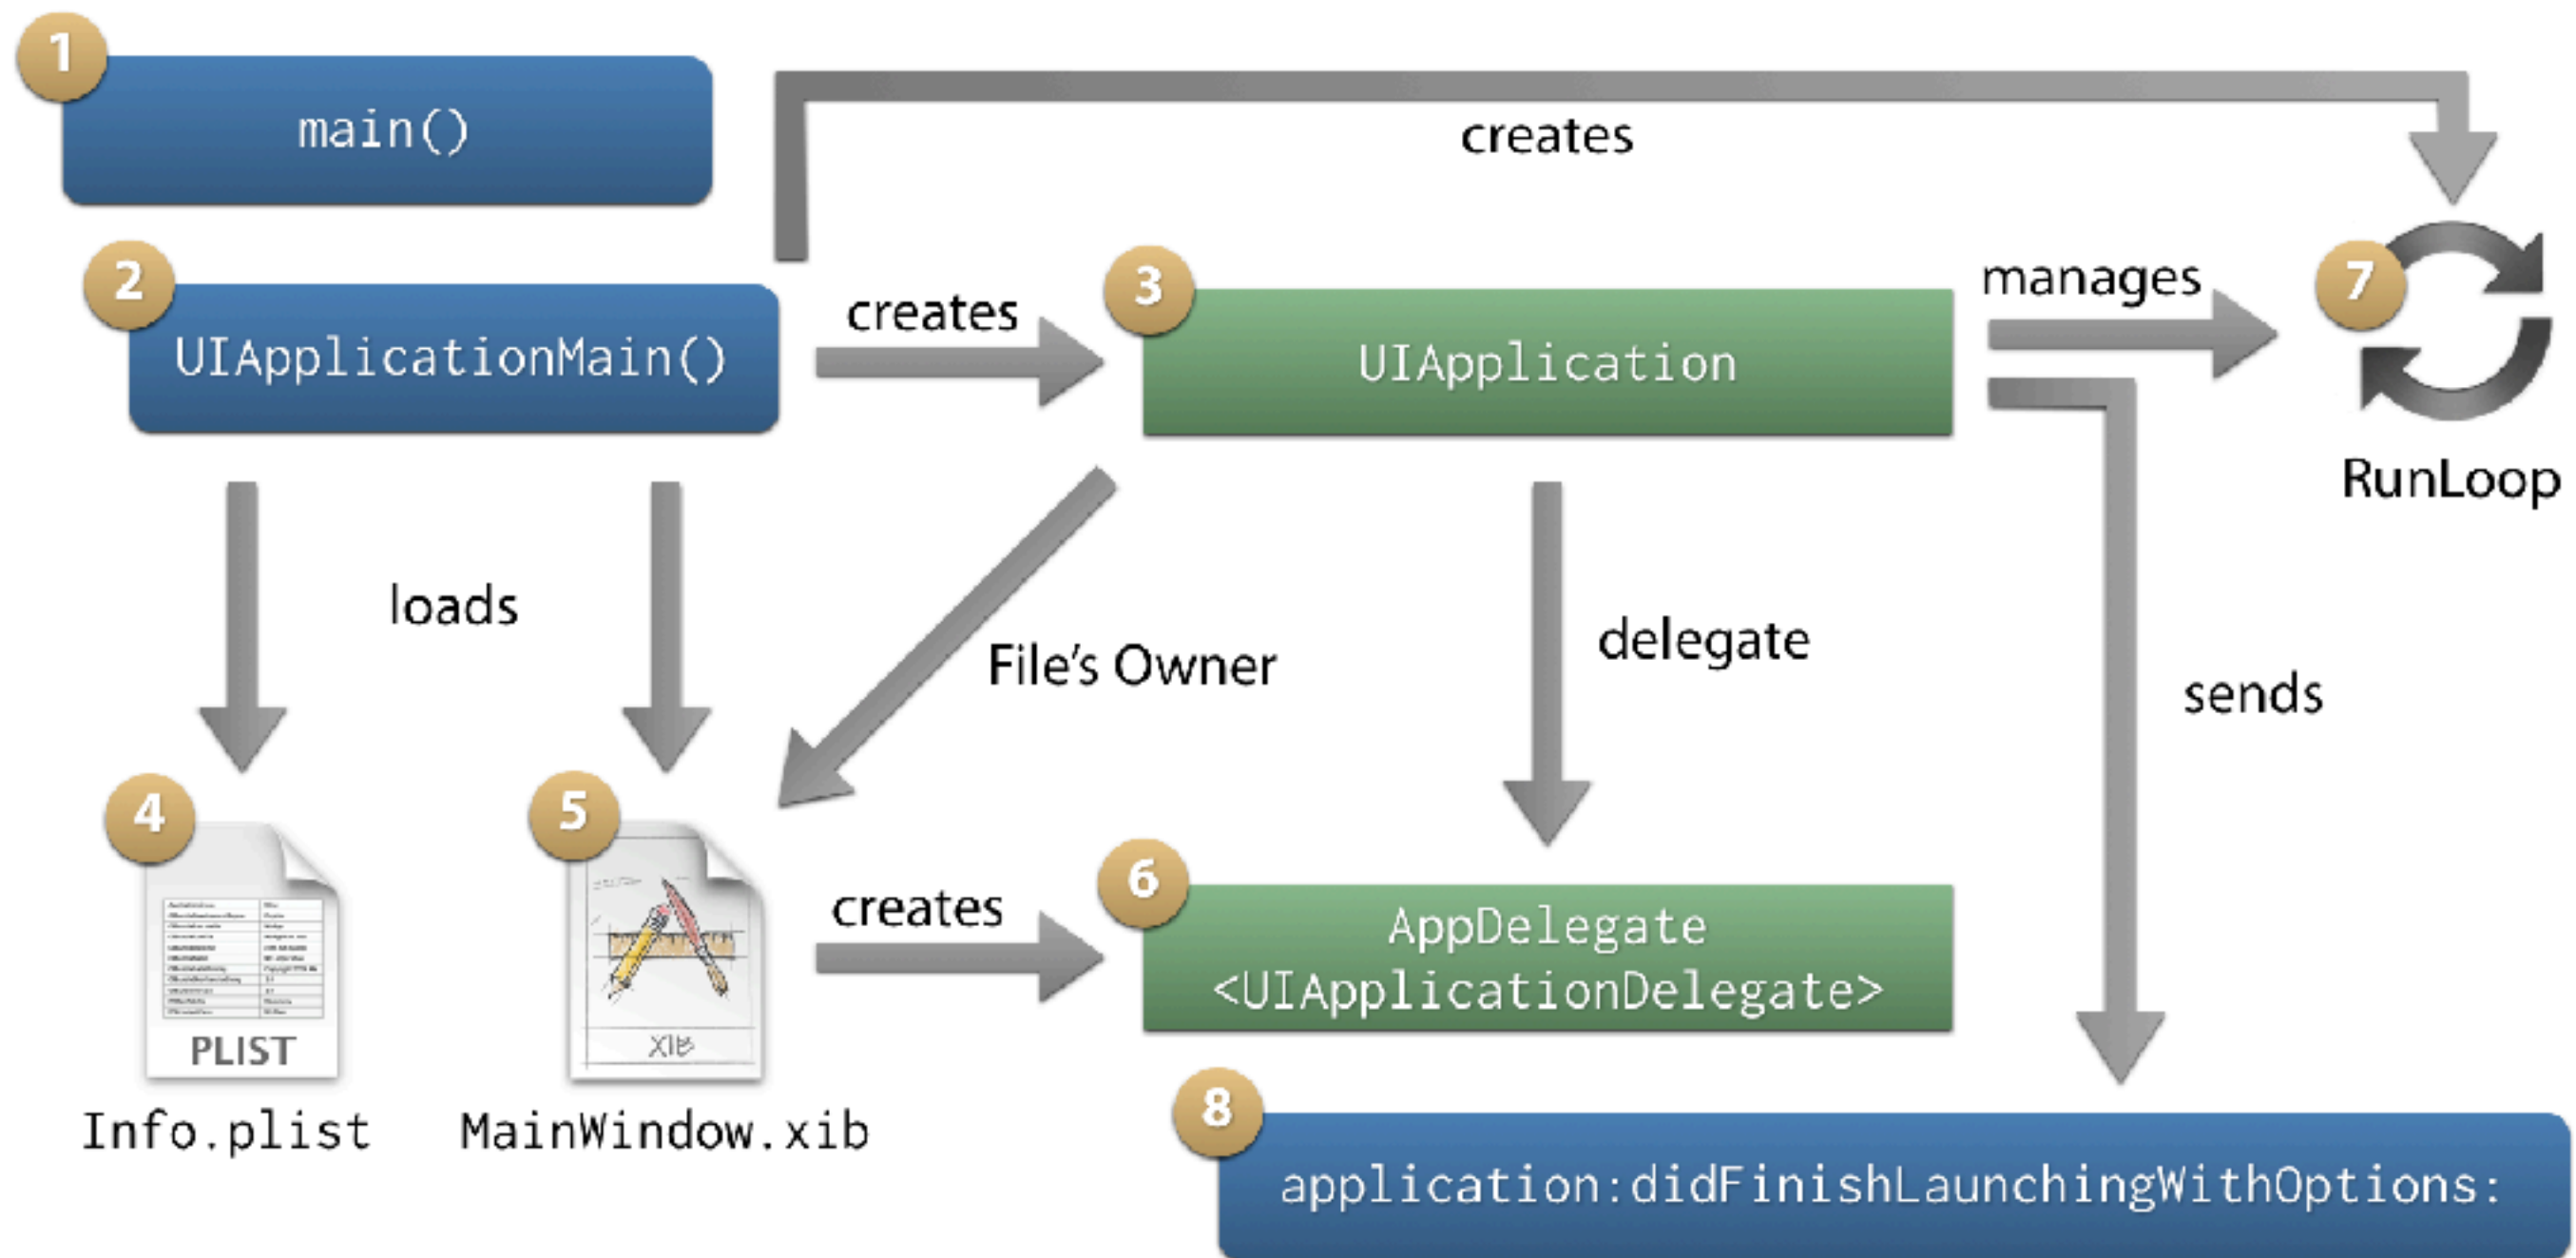 1
main()
creates
2
UIApplicationMain()
creates
3
UIApplication
manages
7
RunLoop
loads
File's Owner
delegate
sends
4
PLIST
Info.plist
5
XIB
MainWindow.xib
creates
6
AppDelegate
<UIApplicationDelegate>
8
application:didFinishLaunchingWithOptions: